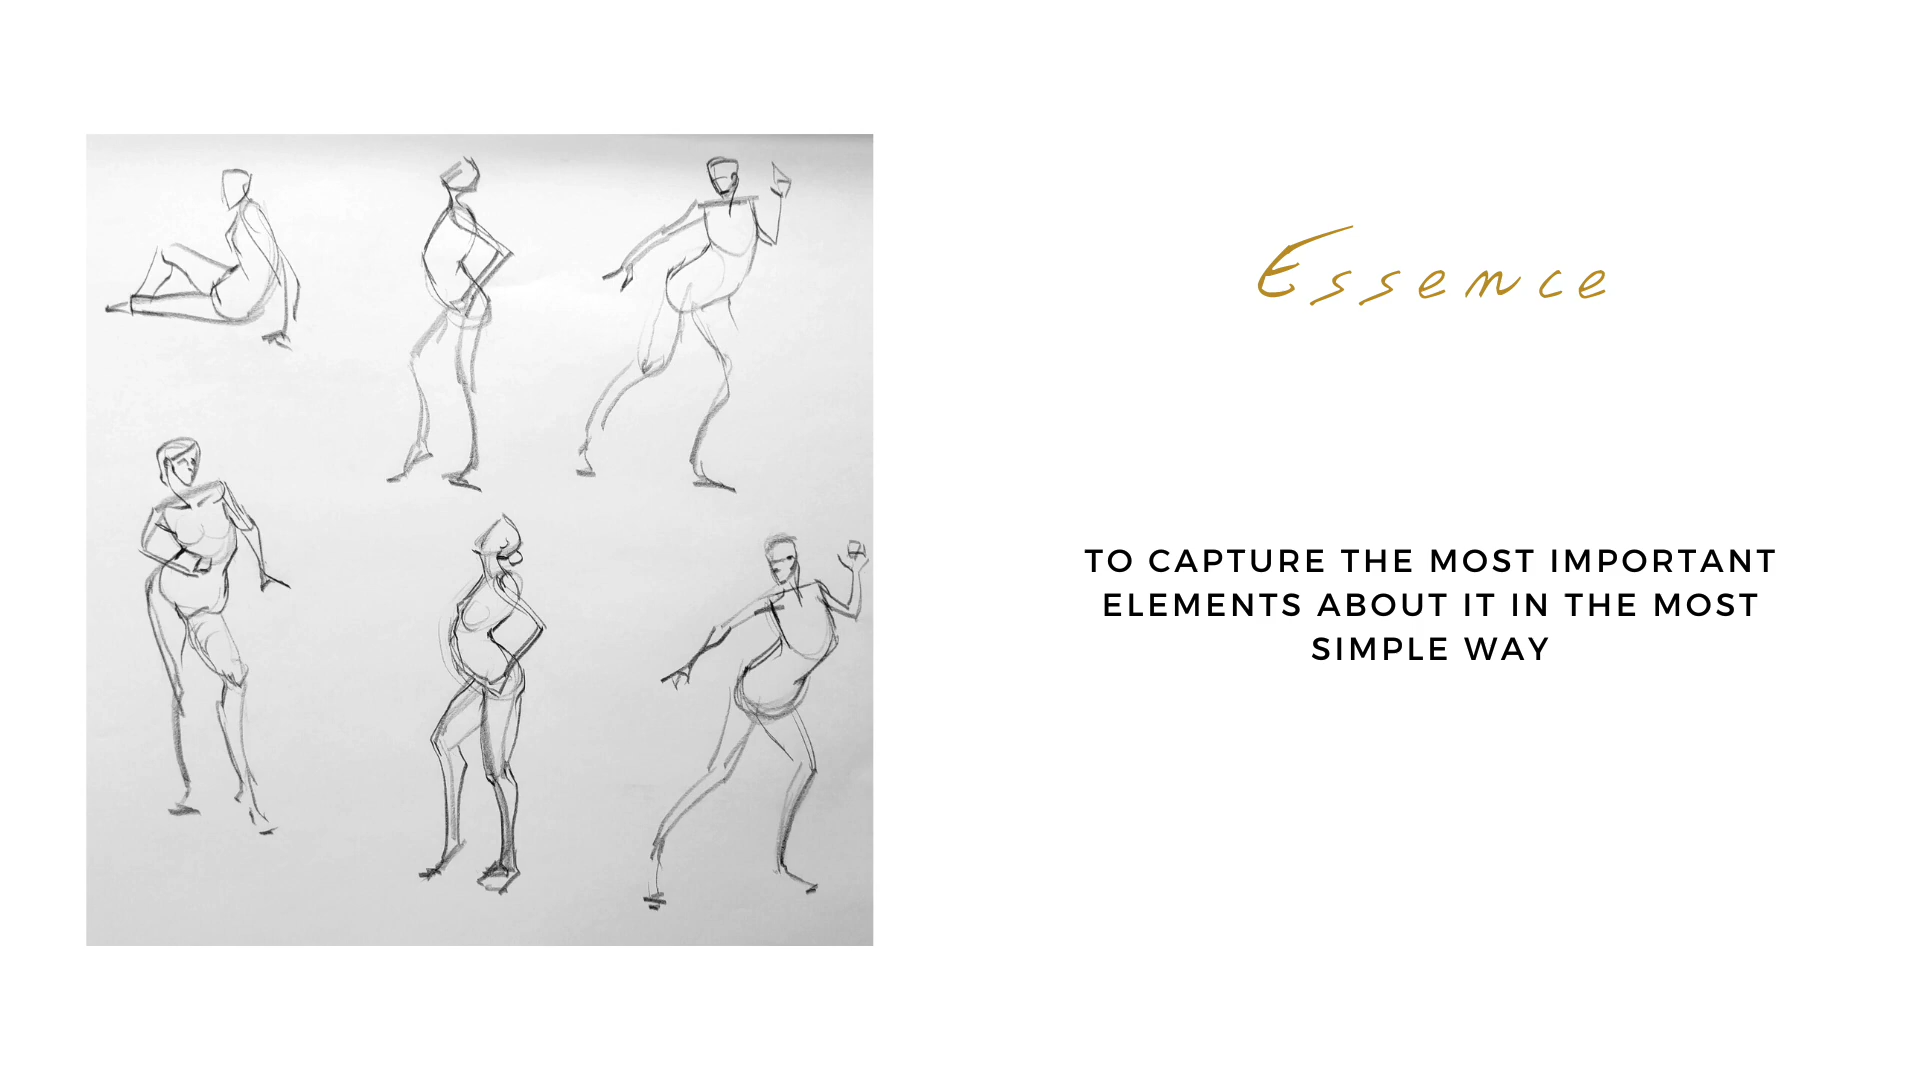 Essence
TO CAPTURE THE MOST IMPORTANT
ELEMENTS ABOUT IT IN THE MOST
SIMPLE WAY